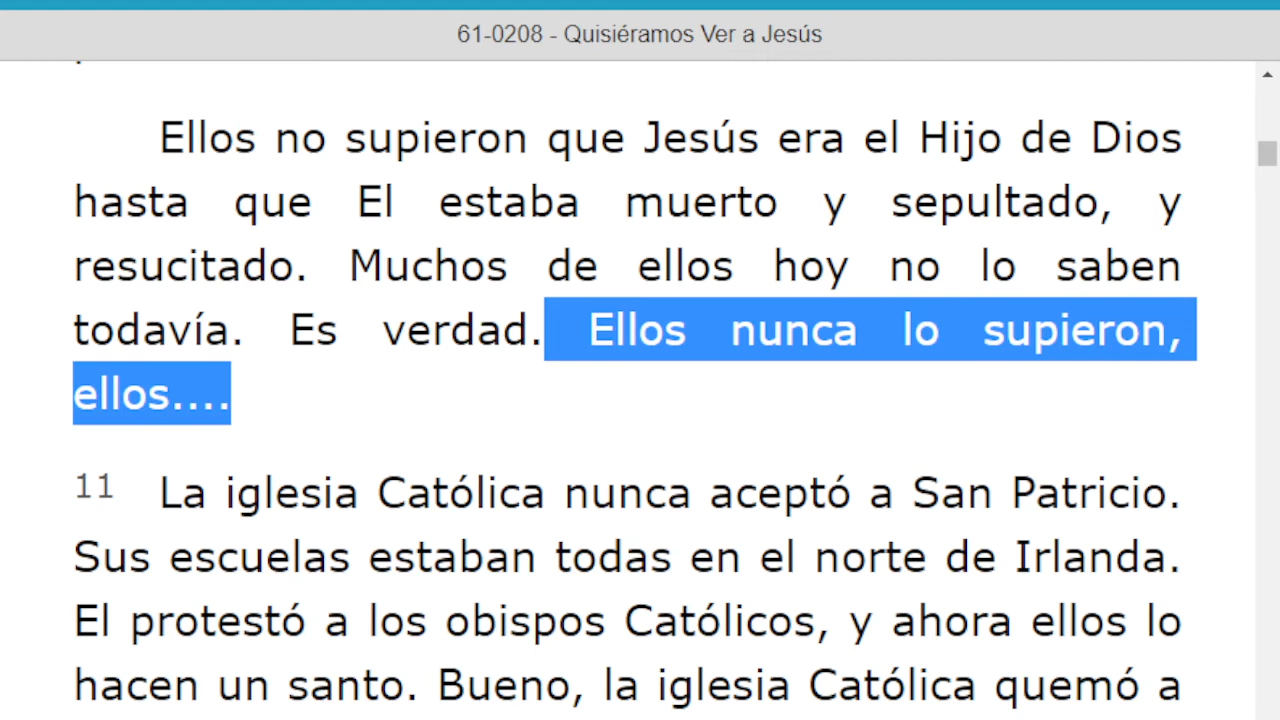 61-0208 - Quisiéramos Ver a Jesús
Ellos no supieron que Jesús era el Hijo de Dios
hasta que El estaba muerto y sepultado, y
resucitado. Muchos de ellos hoy no lo saben
todavía. Es verdad. Ellos nunca lo supieron,
ellos....
11 La iglesia Católica nunca aceptó a San Patricio.
Sus escuelas estaban todas en el norte de Irlanda.
El protestó a los obispos Católicos, y ahora ellos lo
hacen un santo. Bueno, la iglesia Católica quemó a